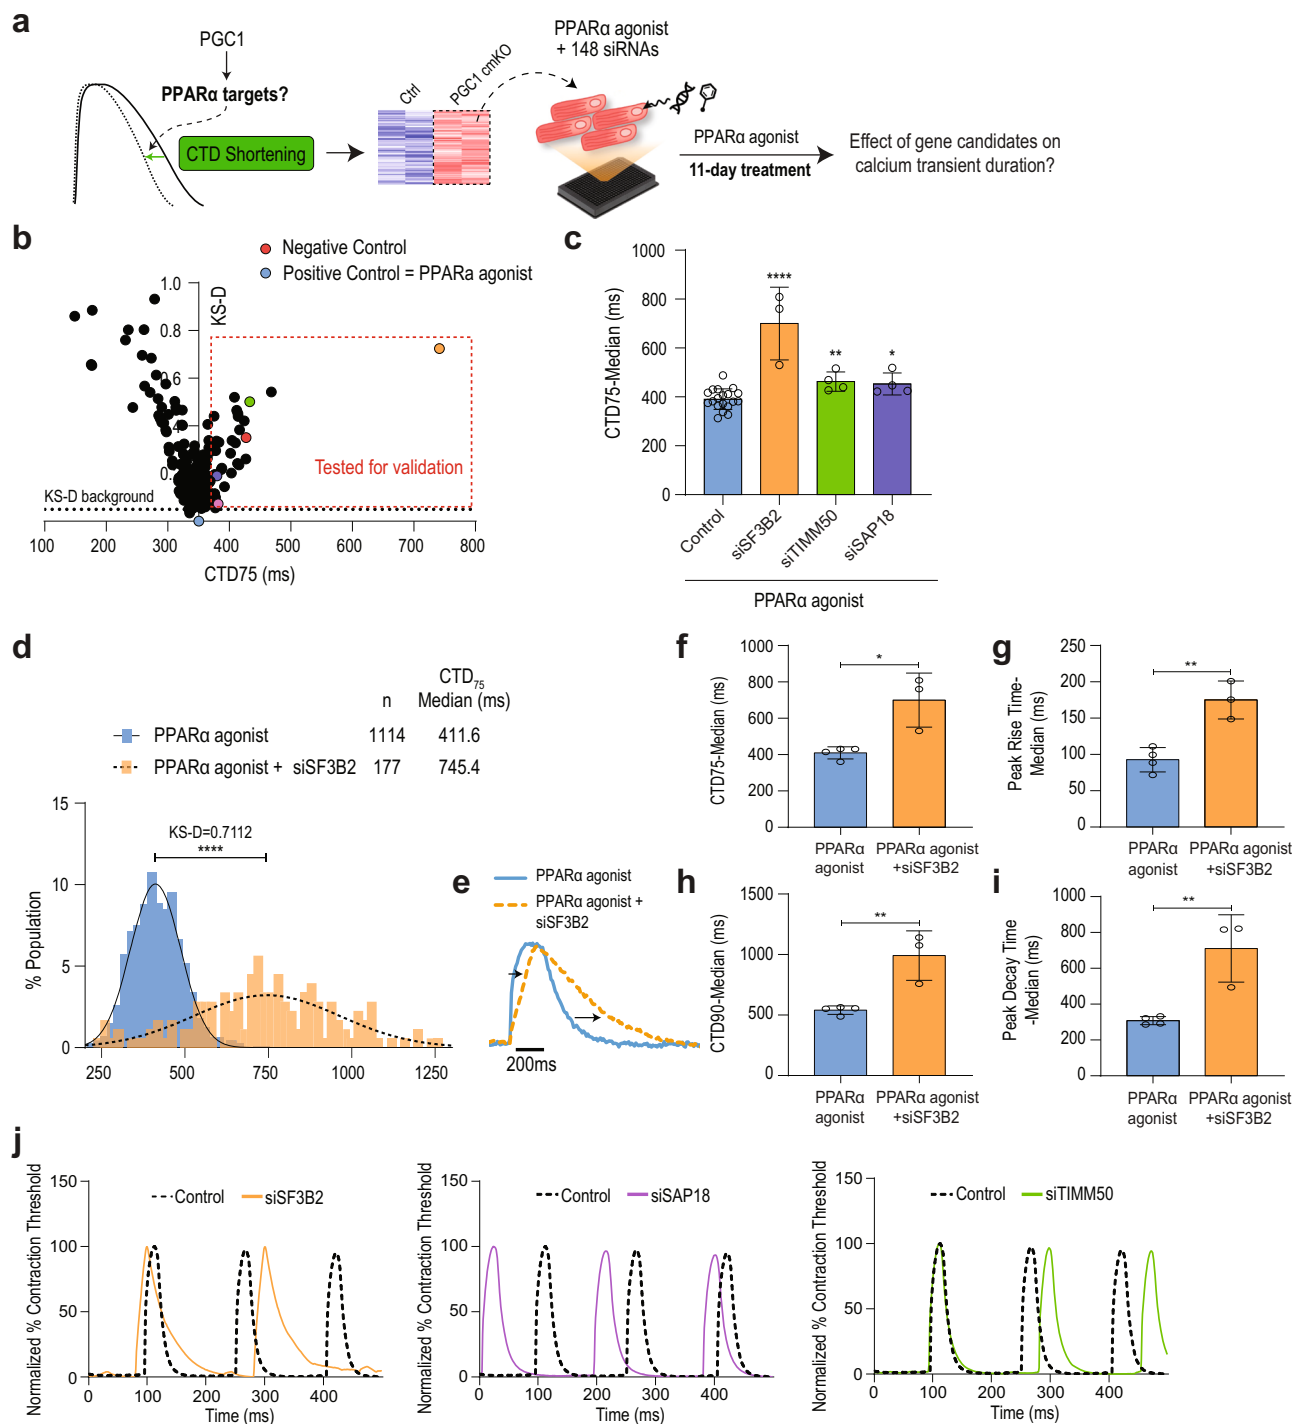 a
PGC1
PPARα targets?
CTD Shortening
Ctrl
PGC1 cmKO
PPARα agonist
+ 148 siRNAs
PPARα agonist
11-day treatment
Effect of gene candidates on
calcium transient duration?
b
Negative Control
Positive Control = PPARa agonist
KS-D
1.0
0.8
0.6
4
0.
Tested for validation
KS-D background
100 200 300 400 500 600 700 800
CTD75 (ms)
c
CTD75-Median (ms)
1000
800
600
400
200
0
****
**
*
Control
siSF3B2
siTIMM50
siSAP18
PPARα agonist
d
n
CTD75
Median (ms)
PPARα agonist 1114 411.6
PPARα agonist + siSF3B2 177 745.4
% Population
15
10
5
0
KS-D=0.7112
****
250 500 750 1000 1250
e
PPARα agonist
PPARα agonist +
siSF3B2
200ms
f
CTD75-Median (ms)
1000
800
600
400
200
0
*
PPARα
agonist
PPARα agonist
+siSF3B2
g
Peak Rise Time-
Median (ms)
250
200
150
100
50
0
**
PPARα
agonist
PPARα agonist
+siSF3B2
h
CTD90-Median (ms)
1500
1000
500
0
**
PPARα
agonist
PPARα agonist
+siSF3B2
i
Peak Decay Time
-Median (ms)
1000
800
600
400
200
0
**
PPARα
agonist
PPARα agonist
+siSF3B2
j
Normalized % Contraction Threshold
150
100
50
0
Control siSF3B2
0 100 200 300 400
Time (ms)
Normalized % Contraction Threshold
150
100
50
0
Control siSAP18
0 100 200 300 400
Time (ms)
Normalized % Contraction Threshold
150
100
50
0
Control siTIMM50
0 100 200 300 400
Time (ms)